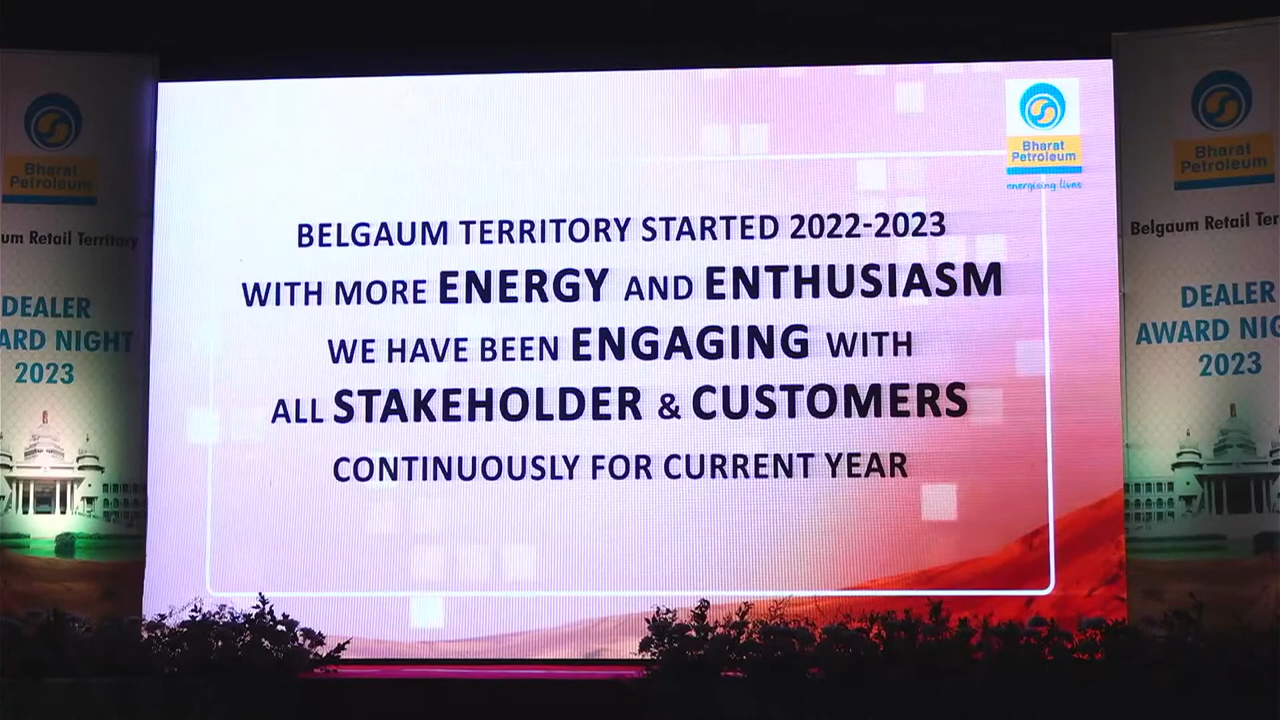 Bharat
Petroleum
um Retail Territory
DEALER
ARD NIGHT
2023
Bharat
Petroleum
energising lives
BELGAUM TERRITORY STARTED 2022-2023
WITH MORE ENERGY AND ENTHUSIASM
WE HAVE BEEN ENGAGING WITH
ALL STAKEHOLDER & CUSTOMERS
CONTINUOUSLY FOR CURRENT YEAR
Bharat
Petroleum
Belgaum Retail Ter
DEALER
AWARD NIG
2023